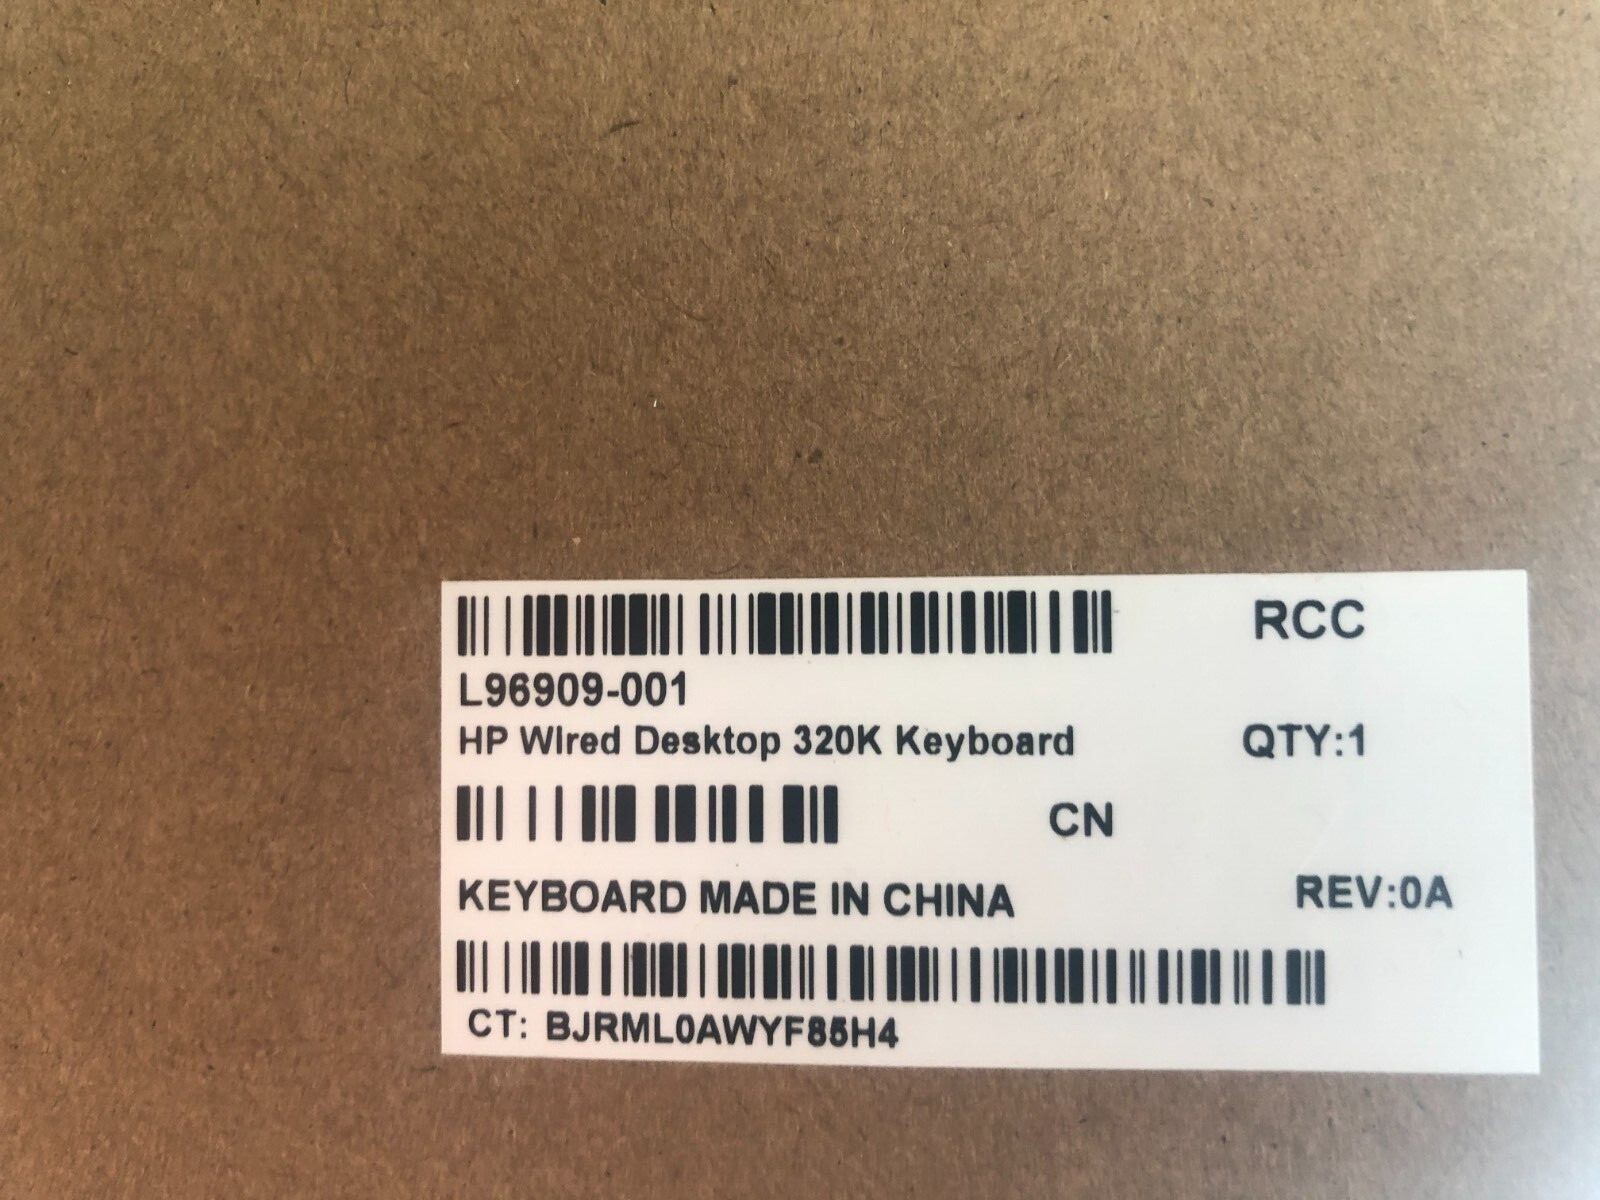 RCC
L96909-001
HP Wired Desktop 320K Keyboard QTY:1
CN
KEYBOARD MADE IN CHINA REV:0A
CT: BJRML0AWYF85H4